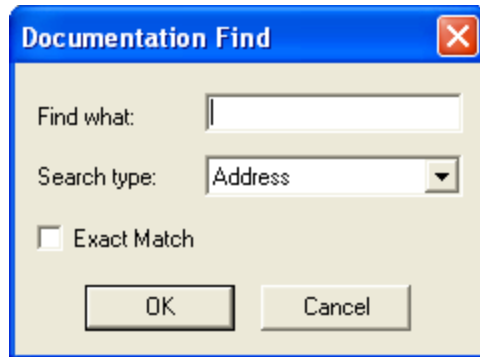 Documentation Find
Find what:
Search type: Address
Exact Match
OK Cancel